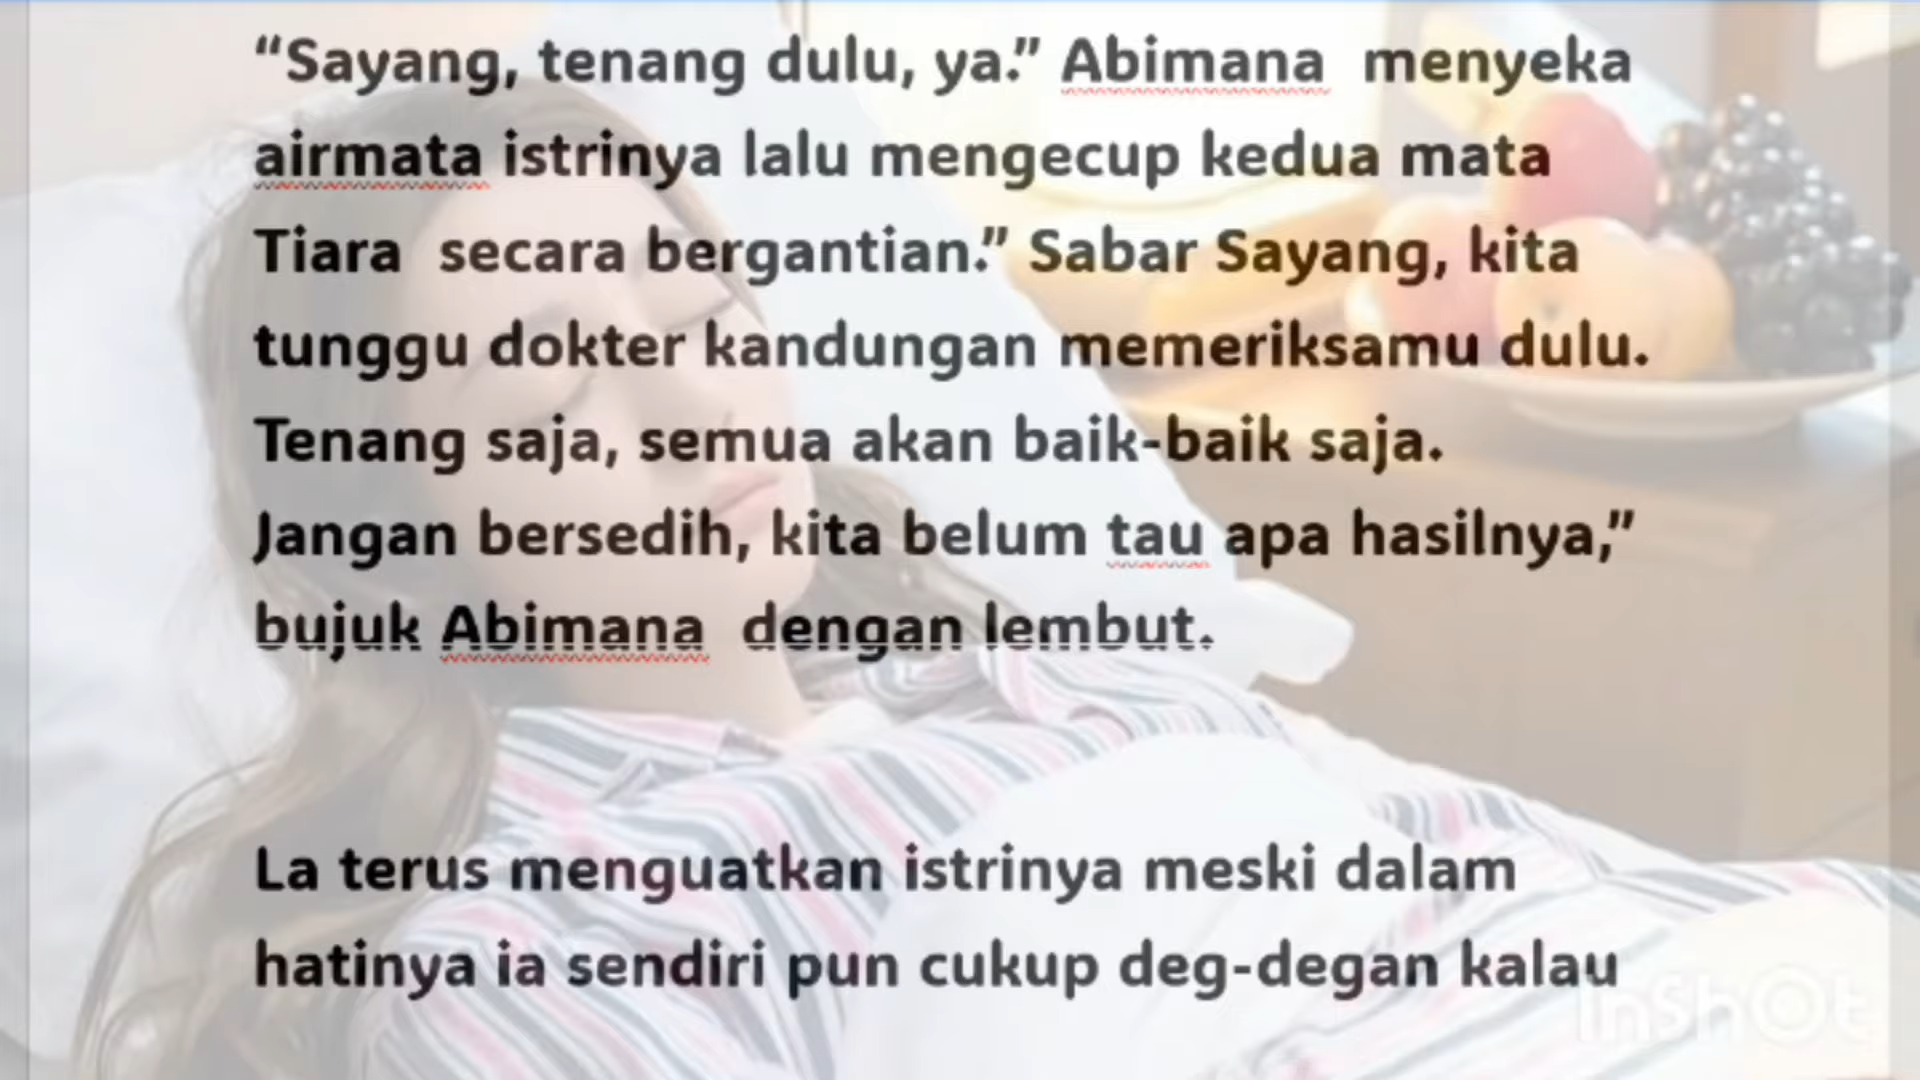 “Sayang, tenang dulu, ya.” Abimana menyeka
airmata istrinya lalu mengecup kedua mata
Tiara secara bergantian.” Sabar Sayang, kita
tunggu dokter kandungan memeriksamu dulu.
Tenang saja, semua akan baik-baik saja.
Jangan bersedih, kita belum tau apa hasilnya,”
bujuk Abimana dengan lembut.
La terus menguatkan istrinya meski dalam
hatinya ia sendiri pun cukup deg-degan kalau
InShOt